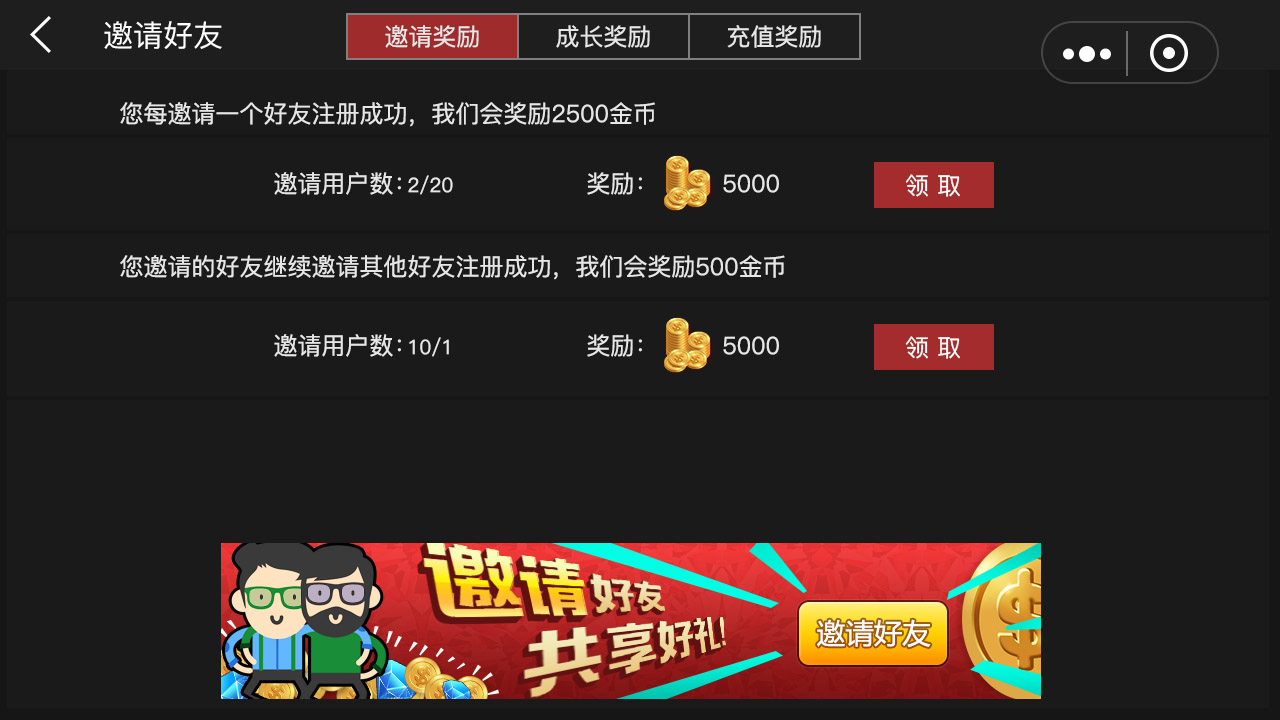 邀请好友
邀请奖励 成长奖励 充值奖励
您每邀请一个好友注册成功，我们会奖励2500金币
邀请用户数：2/20 奖励： 5000 领 取
您邀请的好友继续邀请其他好友注册成功，我们会奖励500金币
邀请用户数：10/1 奖励： 5000 领 取
邀请好友
共享好礼!
邀请好友